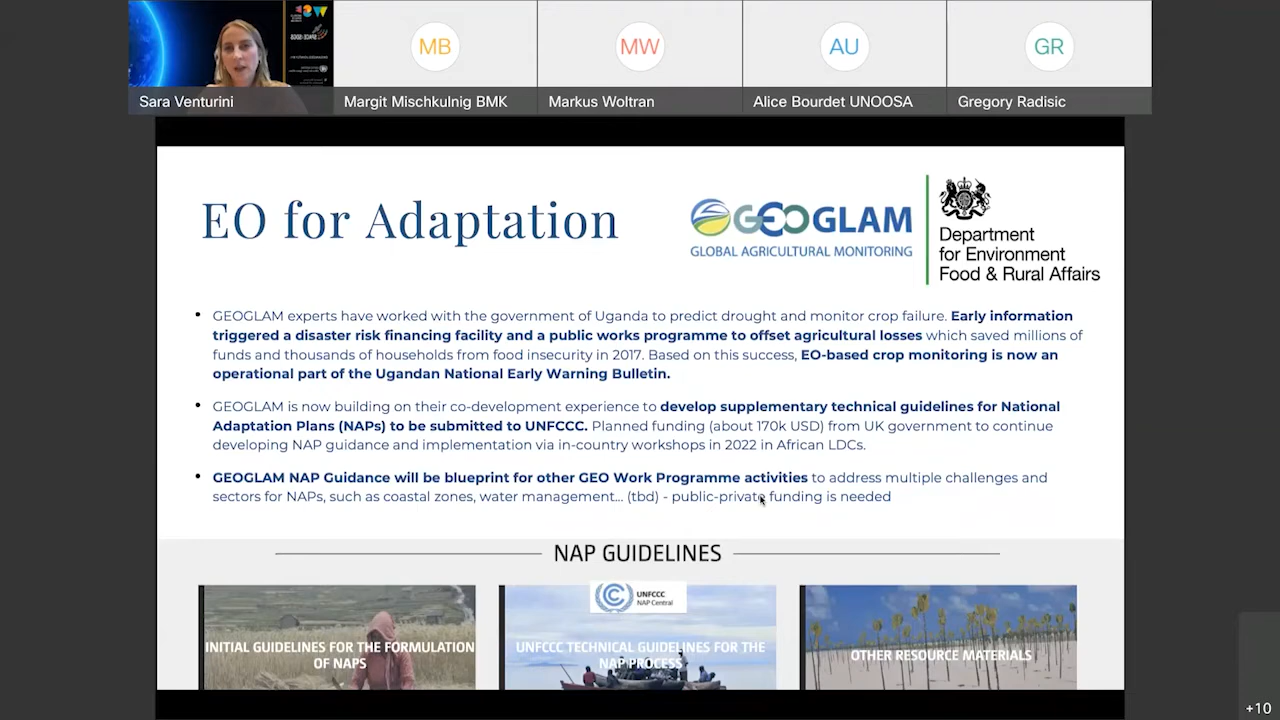 MB
MW
AU
GR
Sara Venturini
Margit Mischkulnig BMK
Markus Woltran
Alice Bourdet UNOOSA
Gregory Radisic
EO for Adaptation
GEOGLAM
GLOBAL AGRICULTURAL MONITORING
Department
for Environment
Food & Rural Affairs
• GEOGLAM experts have worked with the government of Uganda to predict drought and monitor crop failure. Early information
triggered a disaster risk financing facility and a public works programme to offset agricultural losses which saved millions of
funds and thousands of households from food insecurity in 2017. Based on this success, EO-based crop monitoring is now an
operational part of the Ugandan National Early Warning Bulletin.
• GEOGLAM is now building on their co-development experience to develop supplementary technical guidelines for National
Adaptation Plans (NAPs) to be submitted to UNFCCC. Planned funding (about 170k USD) from UK government to continue
developing NAP guidance and implementation via in-country workshops in 2022 in African LDCs.
• GEOGLAM NAP Guidance will be blueprint for other GEO Work Programme activities to address multiple challenges and
sectors for NAPs, such as coastal zones, water management... (tbd) - public-private funding is needed
NAP GUIDELINES
UNFCCC
NAP Central
INITIAL GUIDELINES FOR THE FORMULATION
OF NAPS
UNFCCC TECHNICAL GUIDELINES FOR THE
NAP PROCESS
OTHER RESOURCE MATERIALS
+10